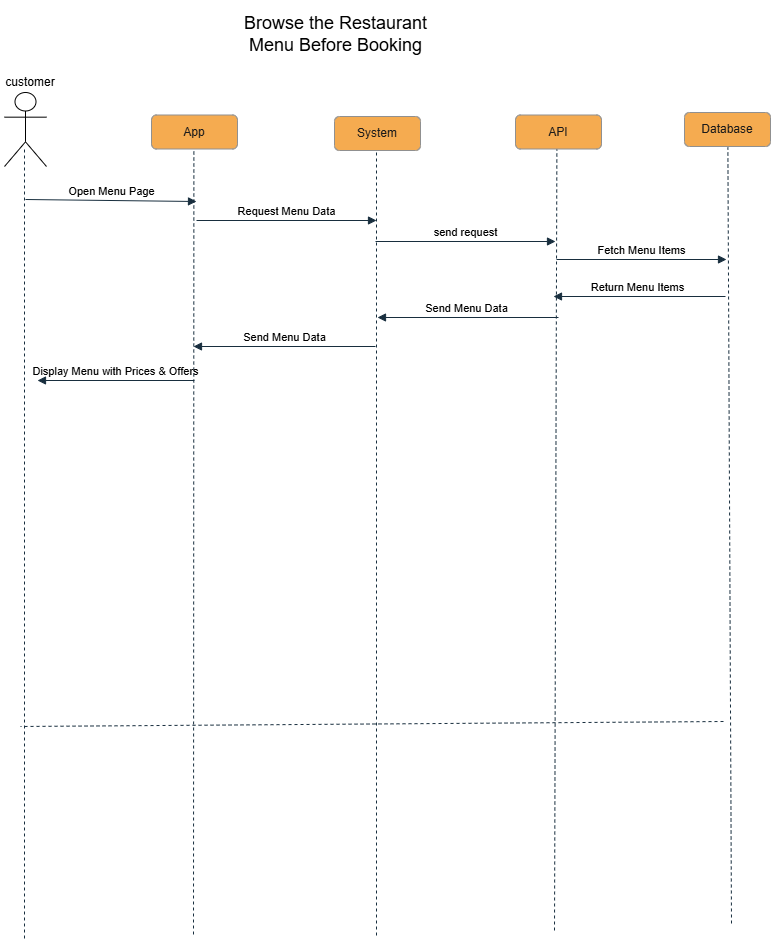 Browse the Restaurant
Menu Before Booking
customer
App
System
API
Database
Open Menu Page
Request Menu Data
send request
Fetch Menu Items
Return Menu Items
Send Menu Data
Send Menu Data
Display Menu with Prices & Offers